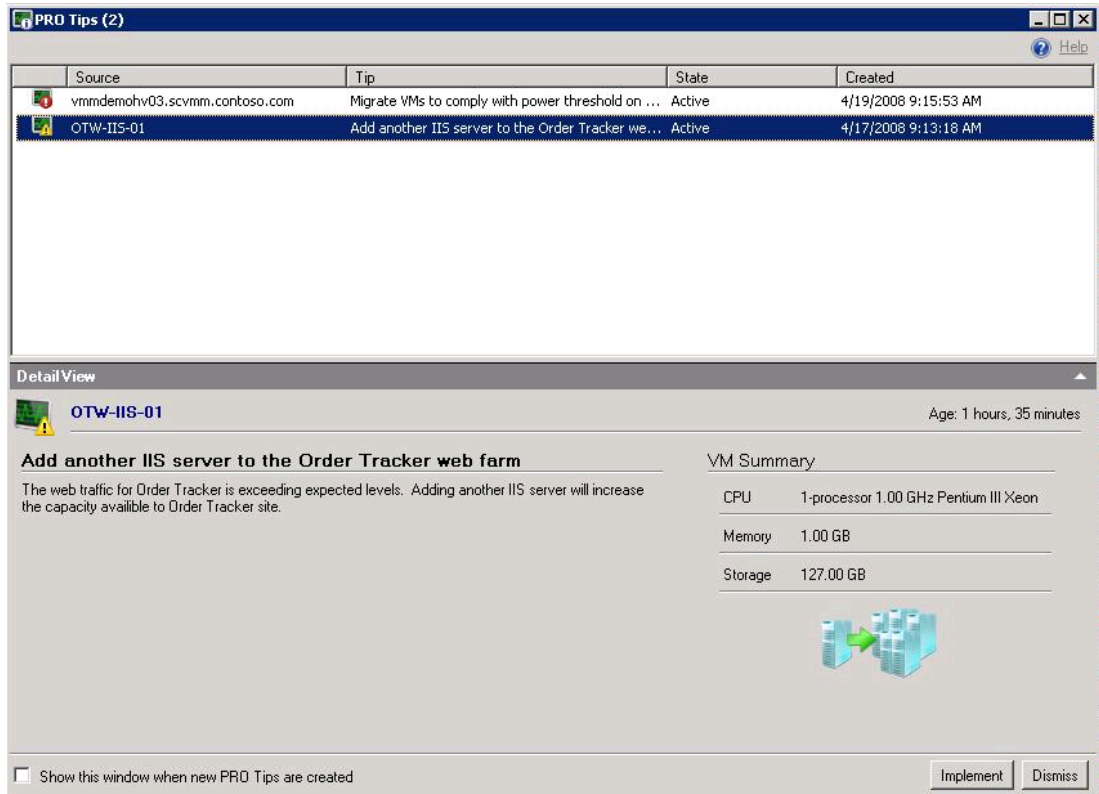 PRO Tips (2)
Help
Source Tip State Created
vmmdemohv03.scvmm.contoso.com Migrate VMs to comply with power threshold on ... Active 4/19/2008 9:15:53 AM
OTW-IIS-01 Add another IIS server to the Order Tracker we... Active 4/17/2008 9:13:18 AM
Detail View
OTW-IIS-01 Age: 1 hours, 35 minutes
Add another IIS server to the Order Tracker web farm
The web traffic for Order Tracker is exceeding expected levels. Adding another IIS server will increase
the capacity availible to Order Tracker site.
VM Summary
CPU 1-processor 1.00 GHz Pentium III Xeon
Memory 1.00 GB
Storage 127.00 GB
Show this window when new PRO Tips are created
Implement Dismiss